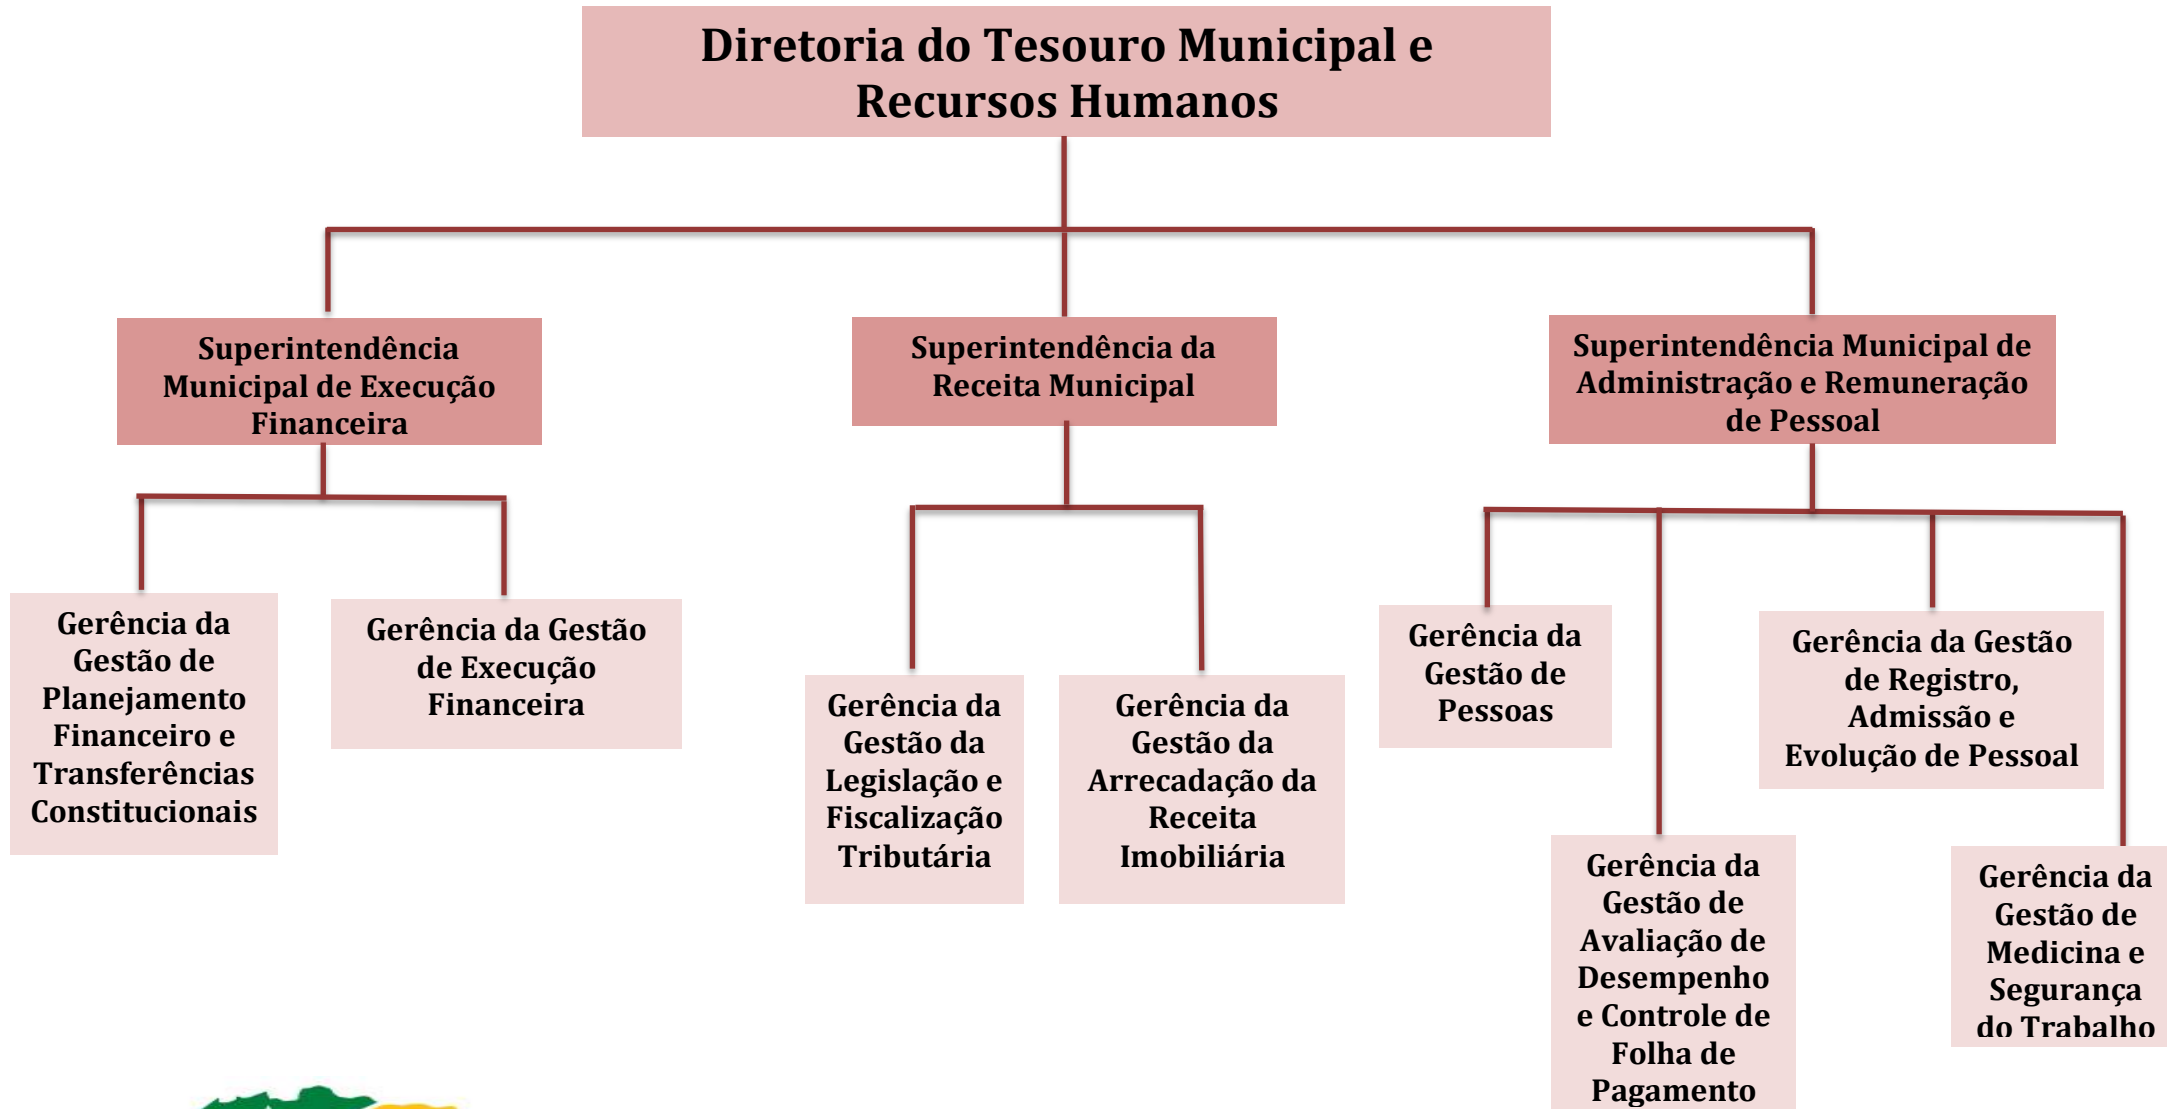 Diretoria do Tesouro Municipal e
Recursos Humanos
Superintendência
Municipal de Execução
Financeira
Superintendência da
Receita Municipal
Superintendência Municipal de
Administração e Remuneração
de Pessoal
Gerência da
Gestão de
Planejamento
Financeiro e
Transferências
Constitucionais
Gerência da Gestão
de Execução
Financeira
Gerência da
Gestão da
Legislação e
Fiscalização
Tributária
Gerência da
Gestão da
Arrecadação da
Receita
Imobiliária
Gerência da
Gestão de
Pessoas
Gerência da
Gestão de
Avaliação de
Desempenho
e Controle de
Folha de
Pagamento
Gerência da Gestão
de Registro,
Admissão e
Evolução de Pessoal
Gerência da
Gestão de
Medicina e
Segurança
do Trabalho